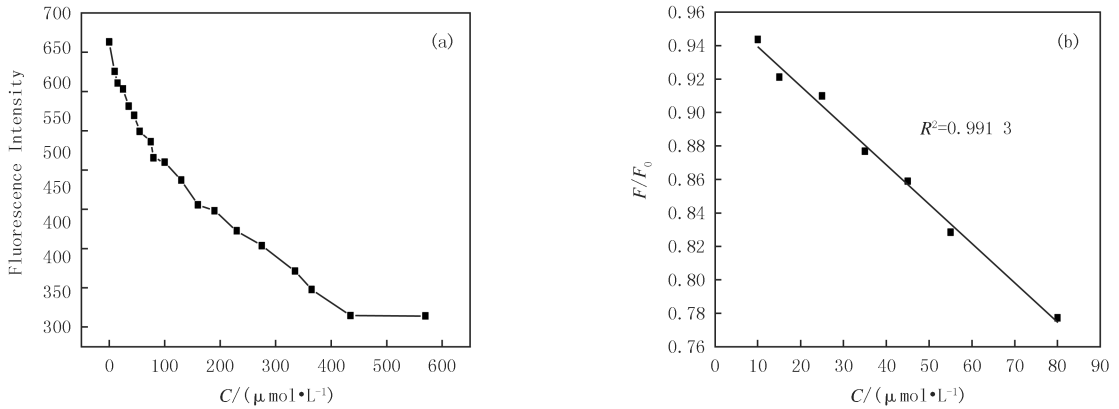 (a)
700
650
600
550
500
450
400
350
300
Fluorescence Intensity
0 100 200 300 400 500 600
C/(μmol•L⁻¹)
(b)
0.96
0.94
0.92
0.90
0.88
0.86
0.84
0.82
0.80
0.78
0.76
F/F₀
R²=0.991 3
0 10 20 30 40 50 60 70 80 90
C/(μmol•L⁻¹)